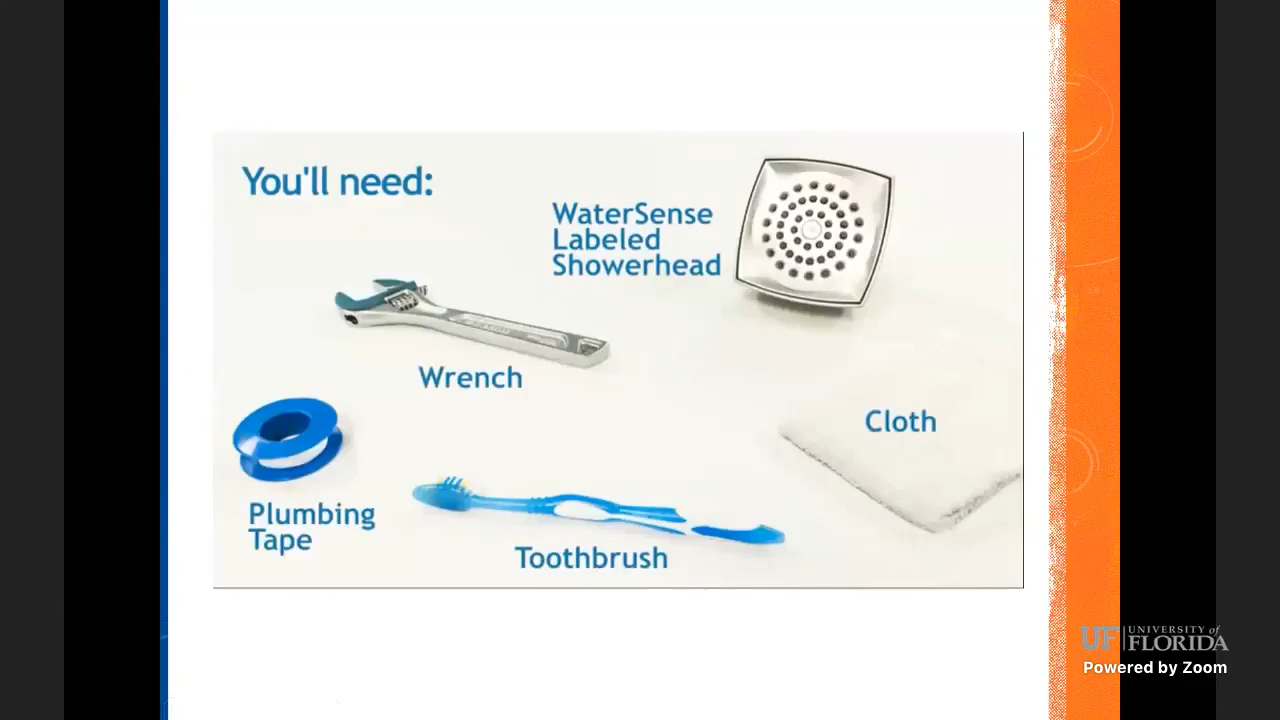 You'll need:
WaterSense
Labeled
Showerhead
Wrench
Cloth
Plumbing
Tape
Toothbrush
UF UNIVERSITY of
FLORIDA
Powered by Zoom